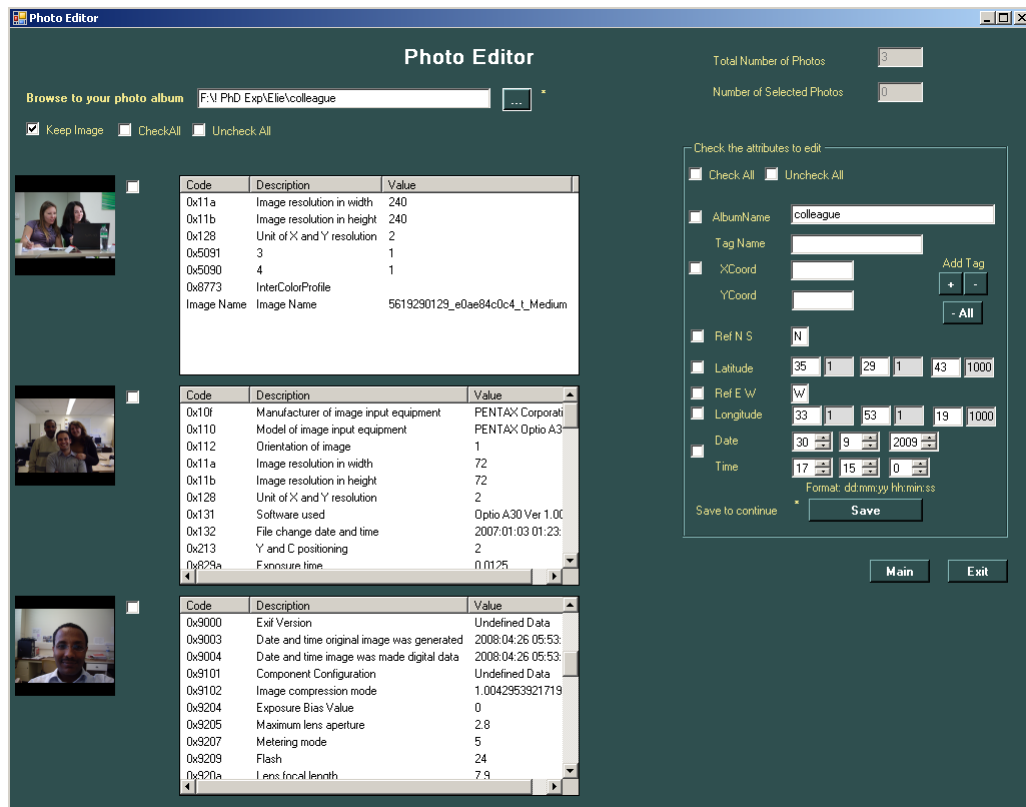 Photo Editor
Photo Editor
Total Number of Photos 3
Browse to your photo album F:\! PhD Exp\Elie\colleague ... *
Number of Selected Photos 0
Keep Image CheckAll Uncheck All
Check the attributes to edit
Check All Uncheck All
AlbumName colleague
Tag Name
XCoord
YCoord
Add Tag
+ -
- All
Ref N S N
Latitude 35 1 29 1 43 1000
Ref E W W
Longitude 33 1 53 1 19 1000
Date 30 9 2009
Time 17 15 0
Format: dd:mm:yy hh:min:ss
Save to continue * Save
Main Exit
Code Description Value
0x11a Image resolution in width 240
0x11b Image resolution in height 240
0x128 Unit of X and Y resolution 2
0x5091 3 1
0x5090 4 1
0x8773 InterColorProfile
Image Name Image Name 5619290129_e0ae84c0c4_t_Medium
Code Description Value
0x10f Manufacturer of image input equipment PENTAX Corporati
0x110 Model of image input equipment PENTAX Optio A3
0x112 Orientation of image 1
0x11a Image resolution in width 72
0x11b Image resolution in height 72
0x128 Unit of X and Y resolution 2
0x131 Software used Optio A30 Ver 1.00
0x132 File change date and time 2007:01:03 01:23:
0x213 Y and C positioning 2
0x829a Exposure time 0.0125
Code Description Value
0x9000 Exif Version Undefined Data
0x9003 Date and time original image was generated 2008:04:26 05:53:
0x9004 Date and time image was made digital data 2008:04:26 05:53:
0x9101 Component Configuration Undefined Data
0x9102 Image compression mode 1.0042953921719
0x9204 Exposure Bias Value 0
0x9205 Maximum lens aperture 2.8
0x9207 Metering mode 5
0x9209 Flash 24
0x920a Lens focal length 7.9